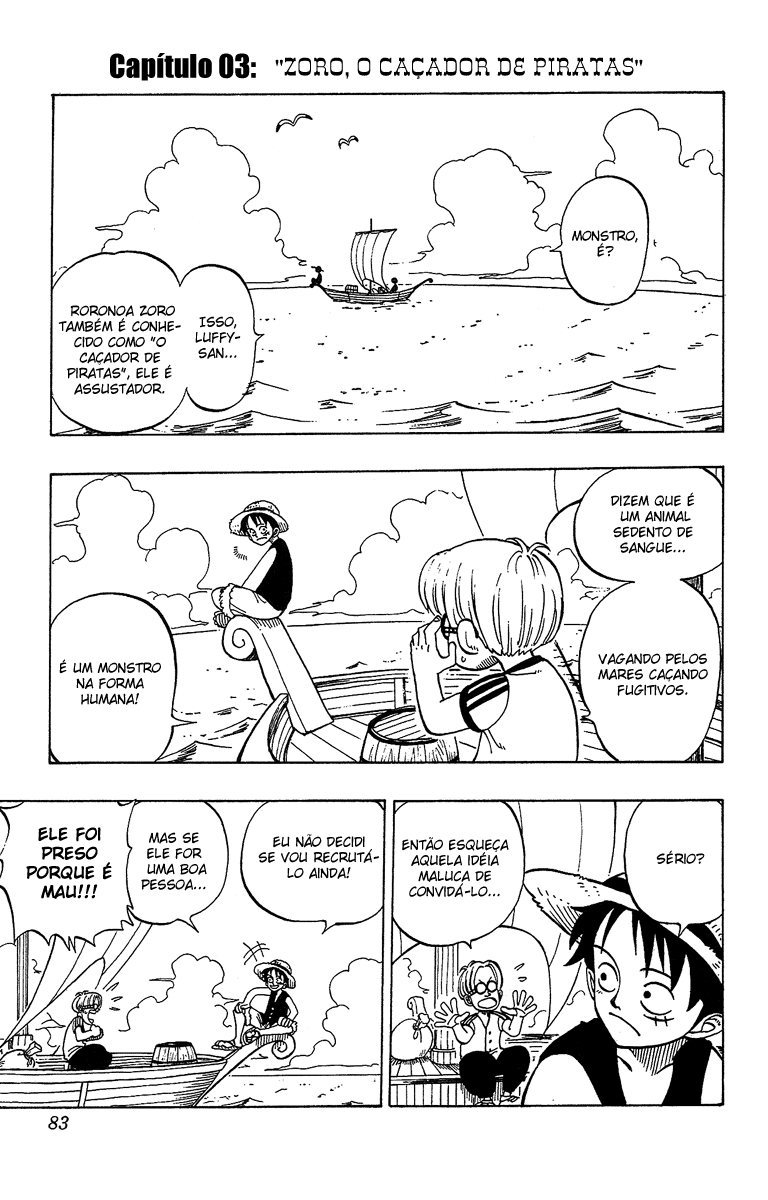 Capítulo 03: "ZORO, O CAÇADOR DE PIRATAS"
MONSTRO,
É?
ISSO,
LUFFY-
SAN...
RORONOA ZORO
TAMBÉM É CONHE-
CIDO COMO "O
CAÇADOR DE
PIRATAS", ELE É
ASSUSTADOR.
DIZEM QUE É
UM ANIMAL
SEDENTO DE
SANGUE...
VAGANDO PELOS
MARES CAÇANDO
FUGITIVOS.
É UM MONSTRO
NA FORMA
HUMANA!
SÉRIO?
ENTÃO ESQUEÇA
AQUELA IDÉIA
MALUCA DE
CONVIDÁ-LO...
EU NÃO DECIDI
SE VOU RECRUTÁ-
LO AINDA!
MAS SE
ELE FOR
UMA BOA
PESSOA...
ELE FOI
PRESO
PORQUE É
MAU!!!
83